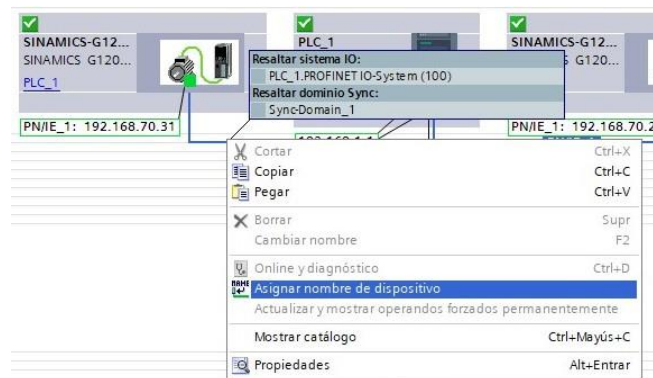 SINAMICS-G12...
SINAMICS G120...
PLC_1
PN/IE_1: 192.168.70.31
PLC_1
SINAMICS-G12
G120...
PN/IE_1: 192.168.70.2
Resaltar sistema IO:
PLC_1.PROFINET IO-System (100)
Resaltar dominio Sync:
Sync-Domain_1
Cortar Ctrl+X
Copiar Ctrl+C
Pegar Ctrl+V
Borrar Supr
Cambiar nombre F2
Online y diagnóstico Ctrl+D
NAME Asignar nombre de dispositivo
Actualizar y mostrar operandos forzados permanentemente
Mostrar catálogo Ctrl+Mayús+C
Propiedades Alt+Entrar